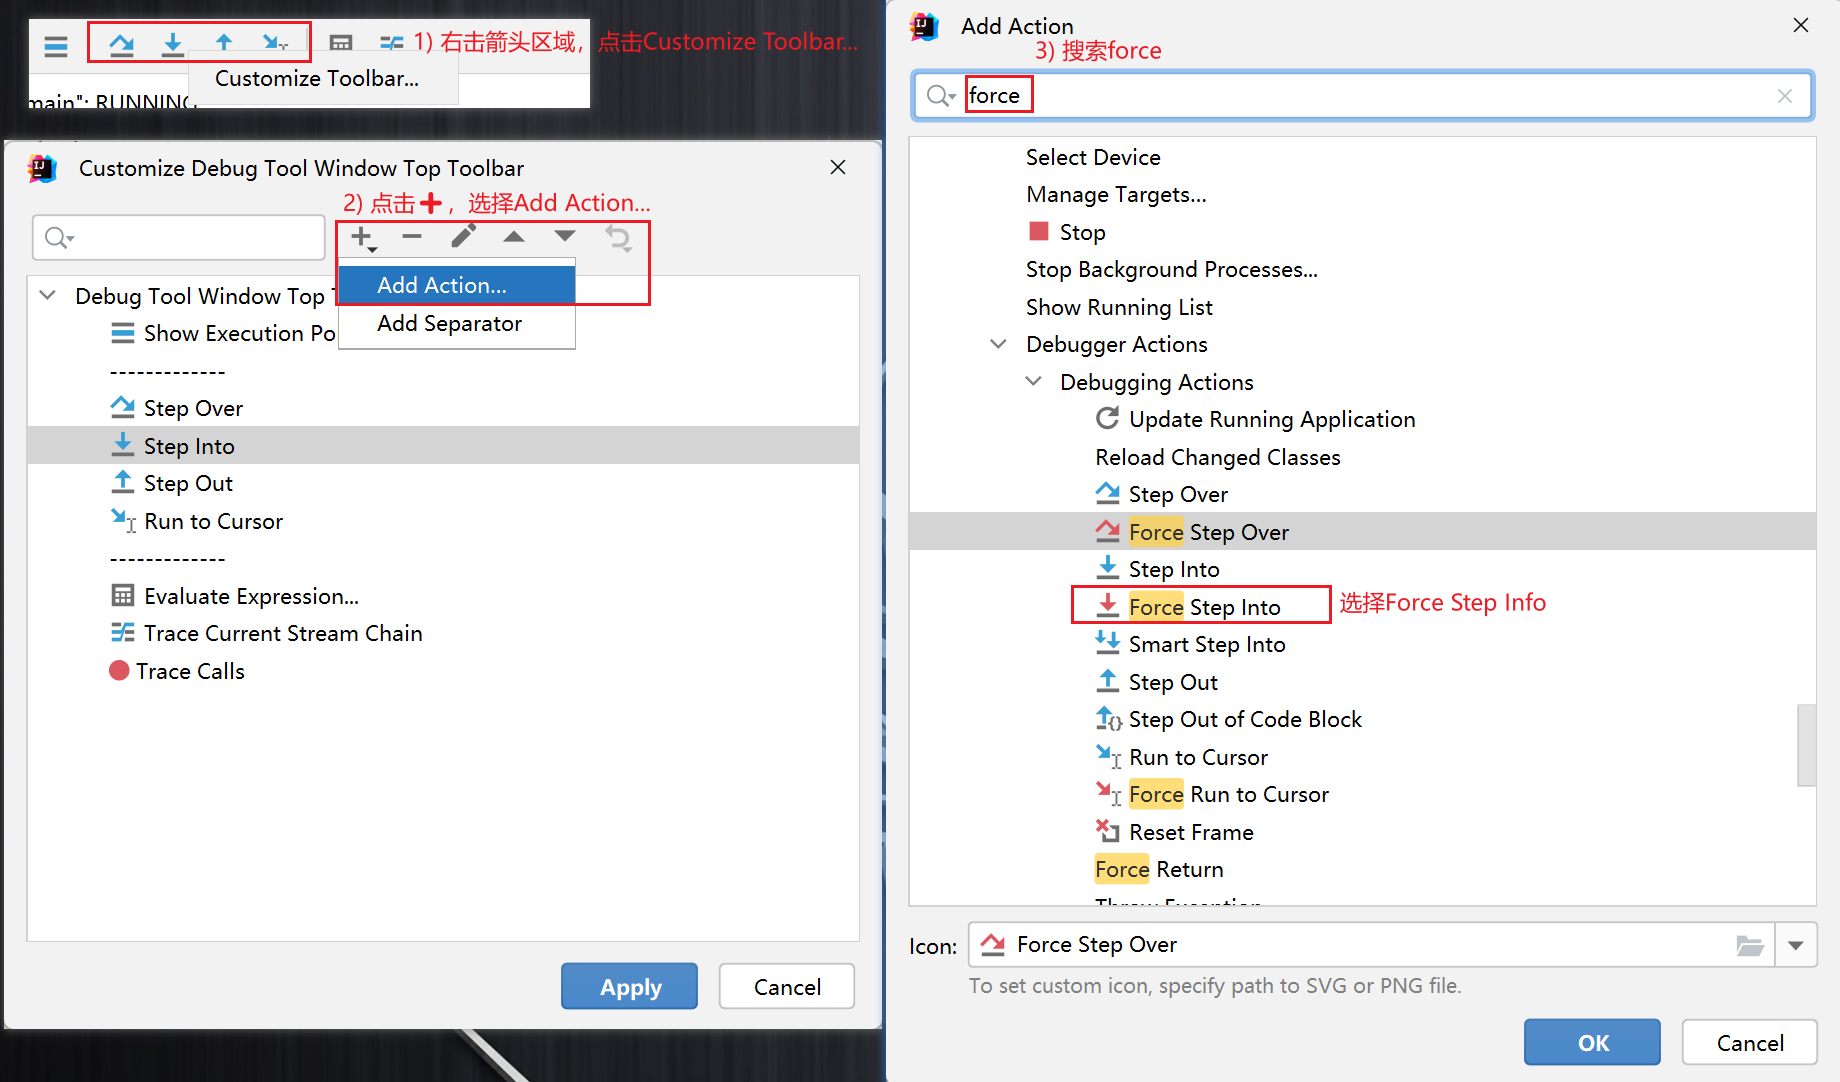 1) 右击箭头区域，点击Customize Toolbar...
Customize Toolbar...
main": RUNNING
Customize Debug Tool Window Top Toolbar
2) 点击✚，选择Add Action...
Add Action...
Add Separator
Debug Tool Window Top
Show Execution Po
-------------
Step Over
Step Into
Step Out
Run to Cursor
-------------
Evaluate Expression...
Trace Current Stream Chain
Trace Calls
Apply
Cancel
Add Action
3) 搜索force
force
Select Device
Manage Targets...
Stop
Stop Background Processes...
Show Running List
Debugger Actions
Debugging Actions
Update Running Application
Reload Changed Classes
Step Over
Force Step Over
Step Into
Force Step Into
选择Force Step Info
Smart Step Into
Step Out
Step Out of Code Block
Run to Cursor
Force Run to Cursor
Reset Frame
Force Return
Throw Exception
Icon:
Force Step Over
To set custom icon, specify path to SVG or PNG file.
OK
Cancel